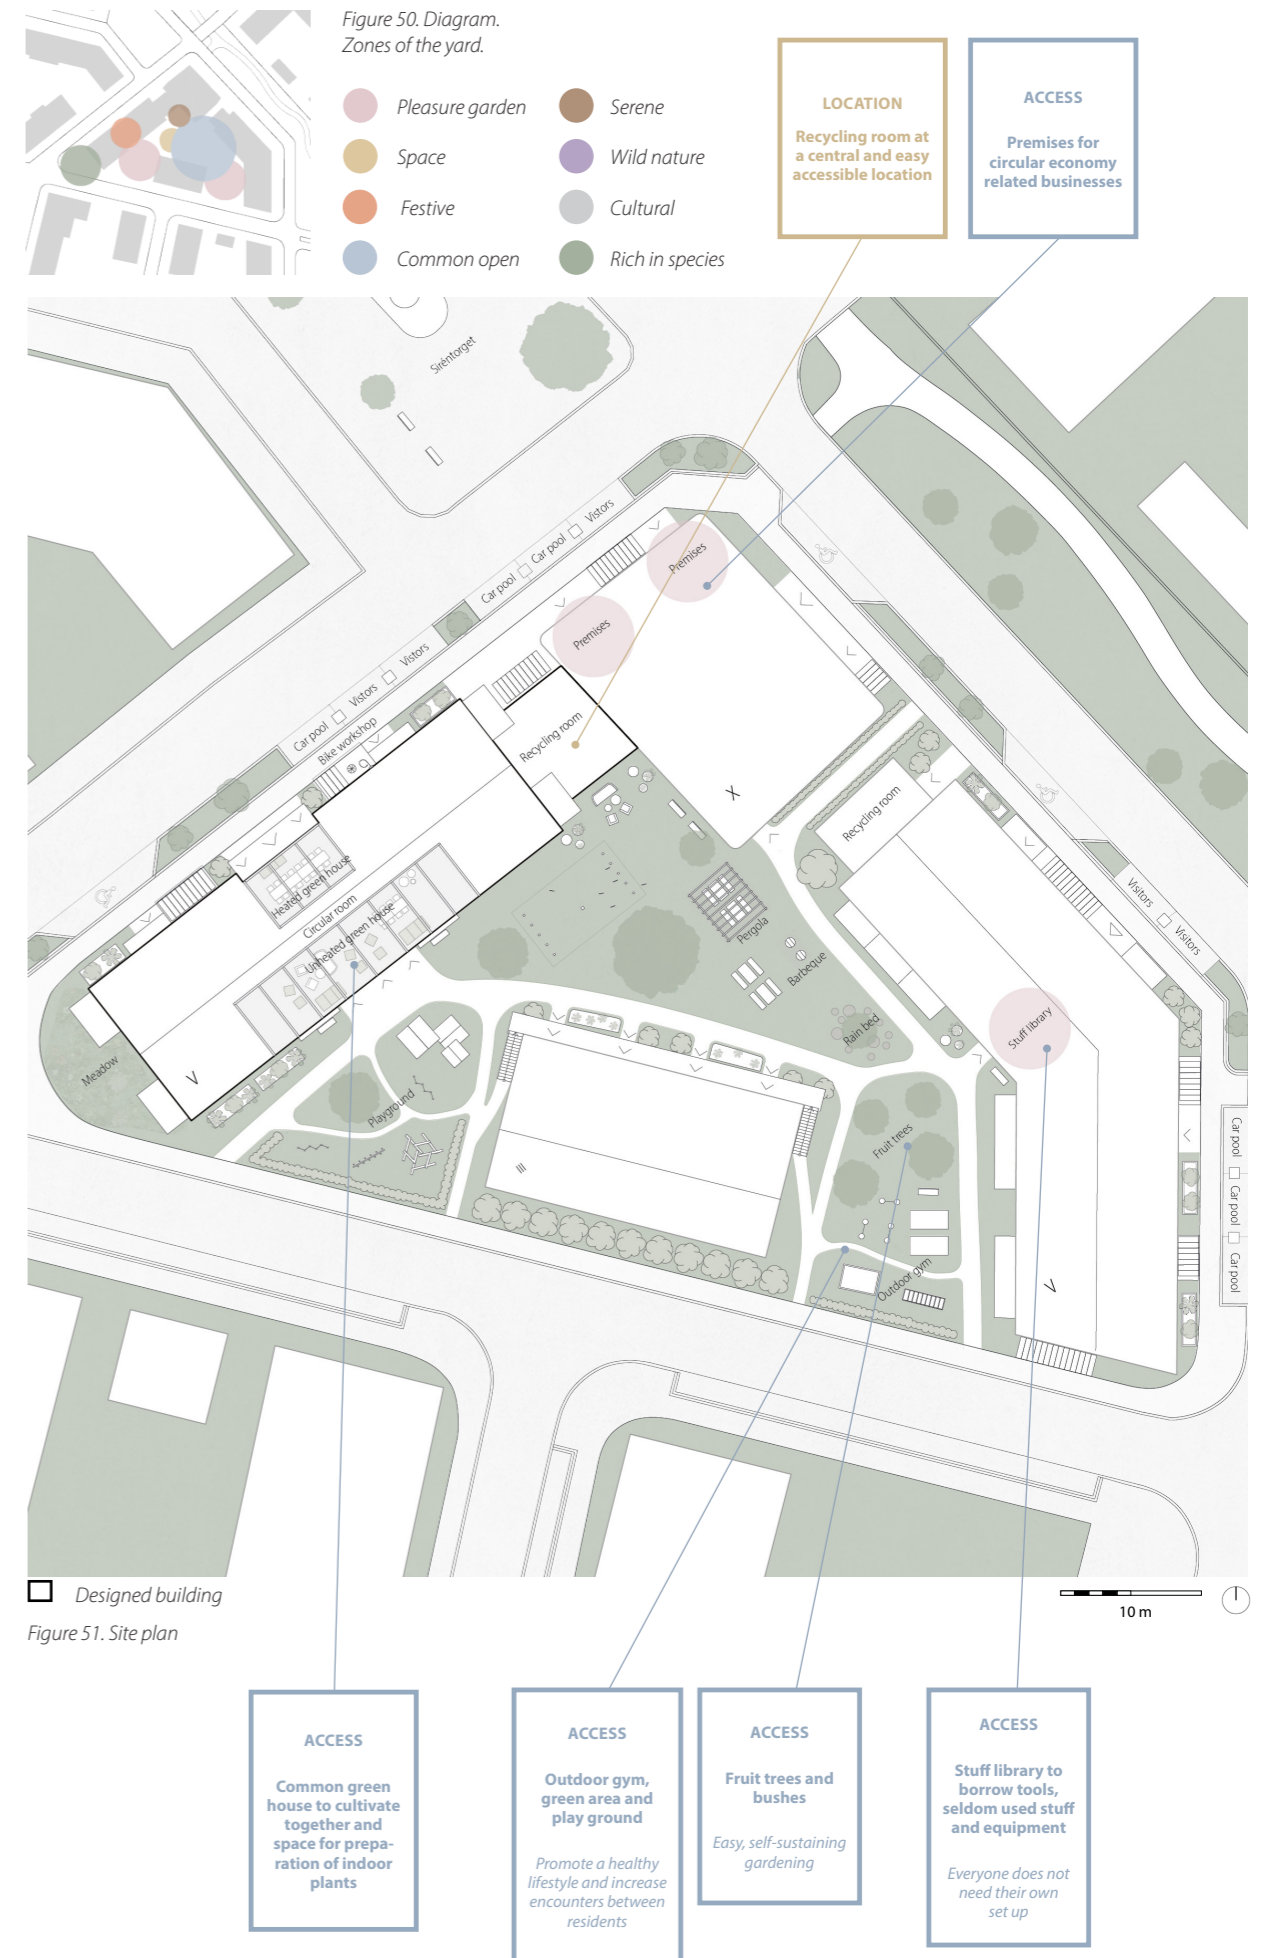 Figure 50. Diagram.
Zones of the yard.
Pleasure garden
Space
Festive
Common open
Serene
Wild nature
Cultural
Rich in species
LOCATION
Recycling room at
a central and easy
accessible location
ACCESS
Premises for
circular economy
related businesses
Siréntorget
Vistors
Car pool
Car pool
Vistors
Vistors
Car pool
Bike workshop
Premises
Premises
Recycling room
X
Recycling room
Heated green house
Circular room
Unheated green house
Pergola
Barbeque
Rain bed
Visitors
Visitors
Stuff library
Meadow
V
Playground
III
Fruit trees
Outdoor gym
V
Car pool
Car pool
Car pool
Designed building
10 m
Figure 51. Site plan
ACCESS
Common green
house to cultivate
together and
space for prepa-
ration of indoor
plants
ACCESS
Outdoor gym,
green area and
play ground
Promote a healthy
lifestyle and increase
encounters between
residents
ACCESS
Fruit trees and
bushes
Easy, self-sustaining
gardening
ACCESS
Stuff library to
borrow tools,
seldom used stuff
and equipment
Everyone does not
need their own
set up